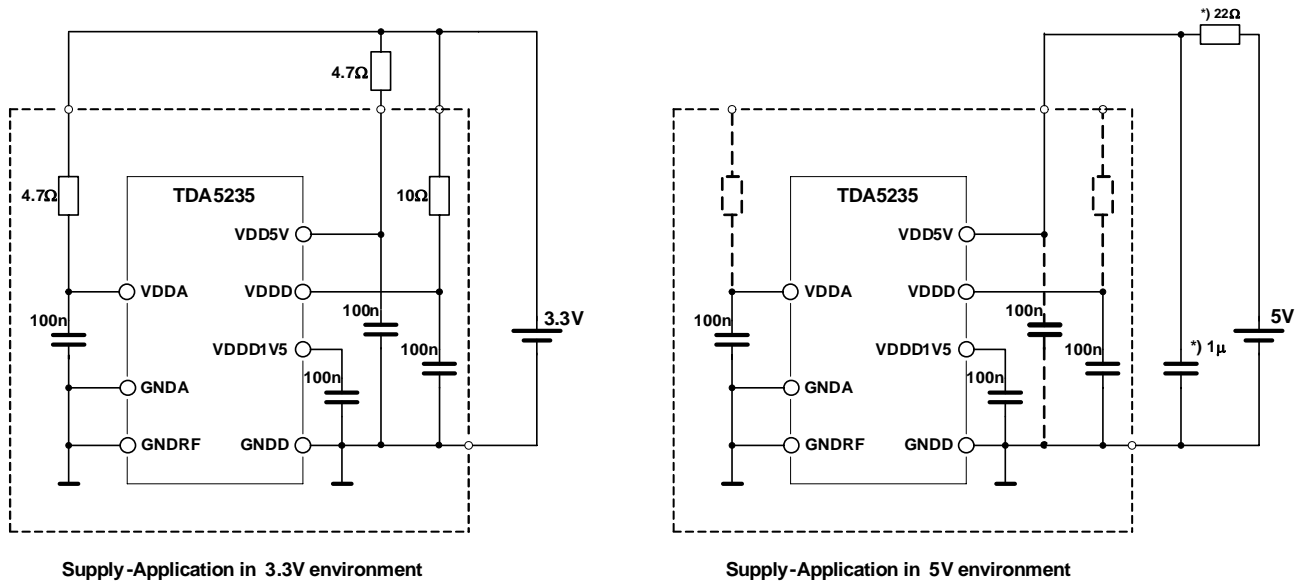 4.7Ω
4.7Ω
10Ω
TDA5235
VDD5V
VDDA
VDDD
100n
100n
3.3V
VDDD1V5
100n
100n
GNDA
GNDRF
GNDD
Supply-Application in 3.3V environment
*) 22Ω
TDA5235
VDD5V
VDDA
VDDD
100n
100n
5V
VDDD1V5
100n
*) 1µ
100n
GNDA
GNDRF
GNDD
Supply-Application in 5V environment